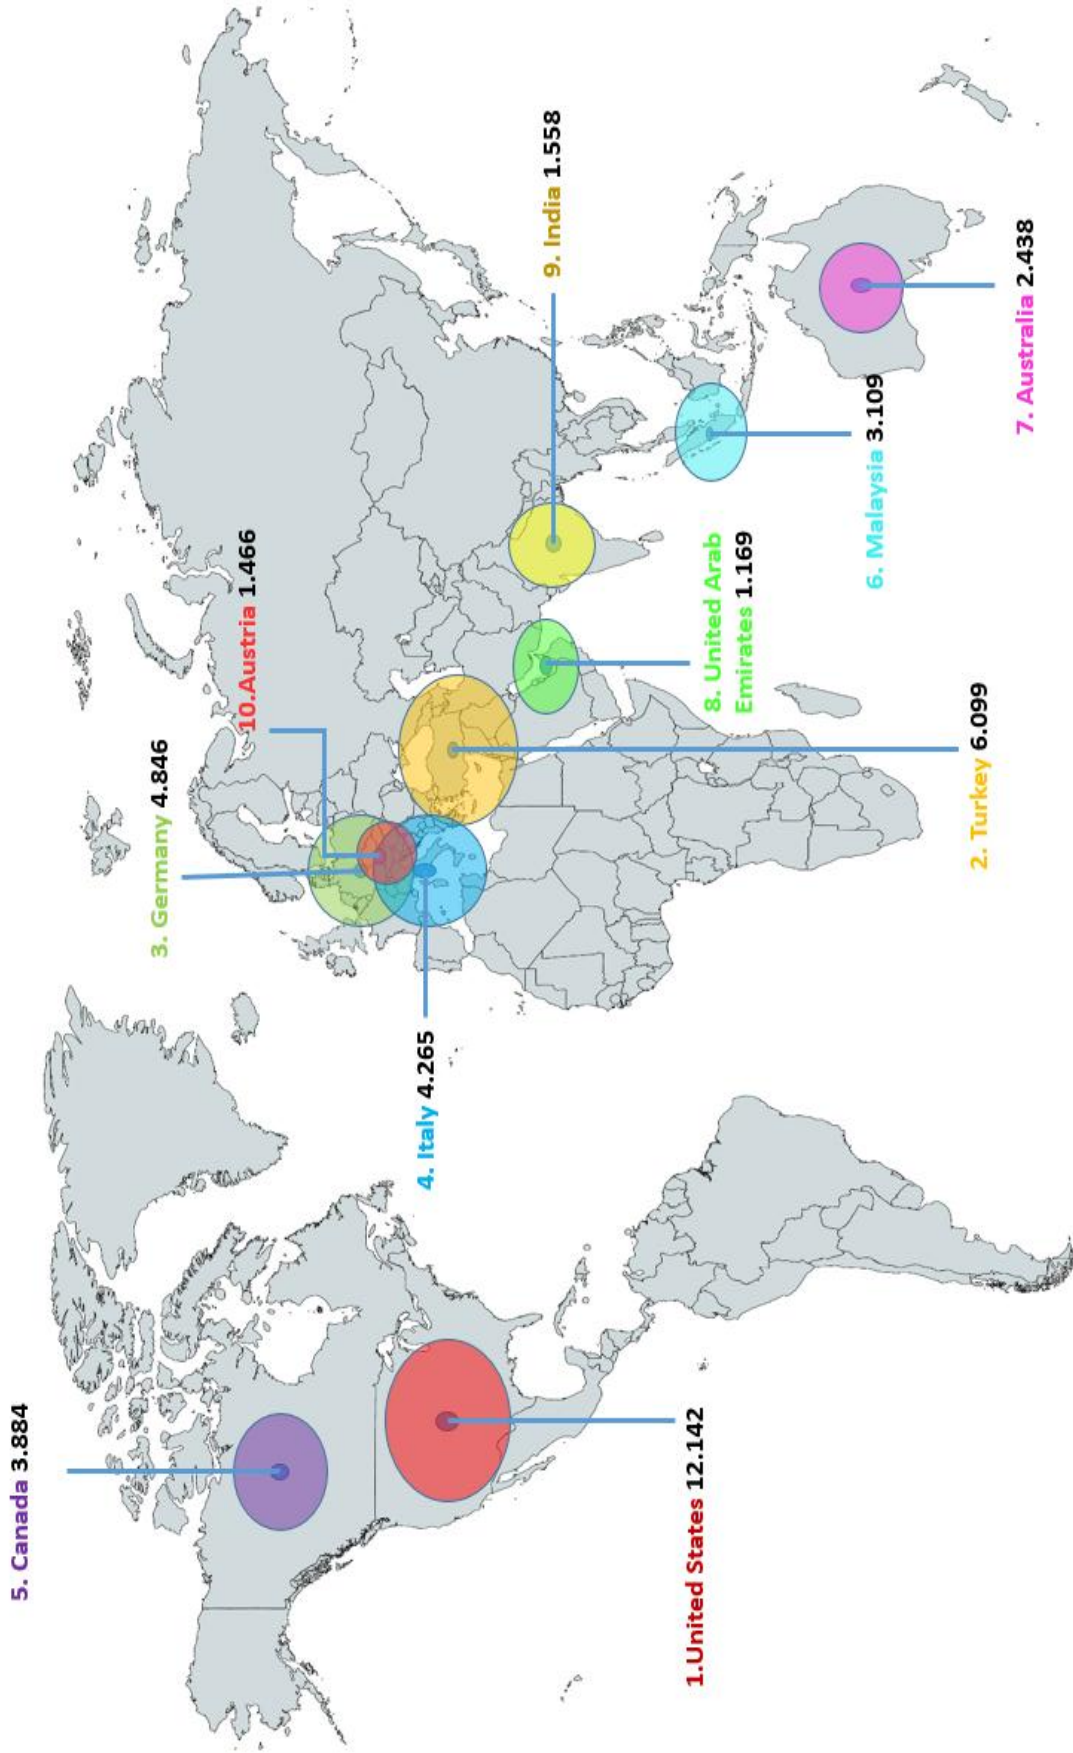 1.United States 12.142
2. Turkey 6.099
3. Germany 4.846
4. Italy 4.265
5. Canada 3.884
6. Malaysia 3.109
7. Australia 2.438
8. United Arab
Emirates 1.169
9. India 1.558
10.Austria 1.466